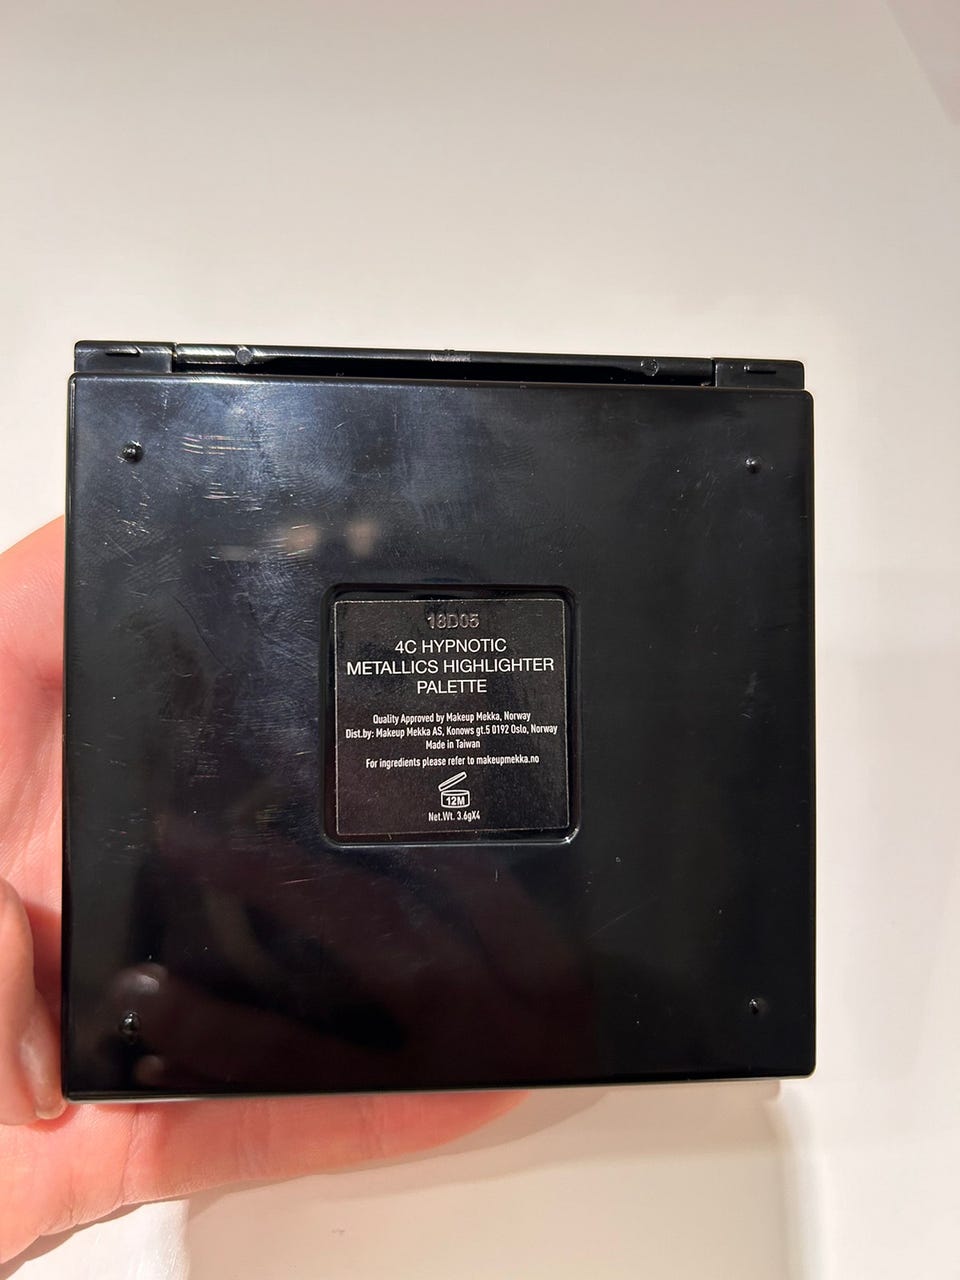 18D05
4C HYPNOTIC
METALLICS HIGHLIGHTER
PALETTE
Quality Approved by Makeup Mekka, Norway
Dist.by: Makeup Mekka AS, Konows gt.5 0192 Oslo, Norway
Made in Taiwan
For ingredients please refer to makeupmekka.no
12M
Net.Wt. 3.6gX4